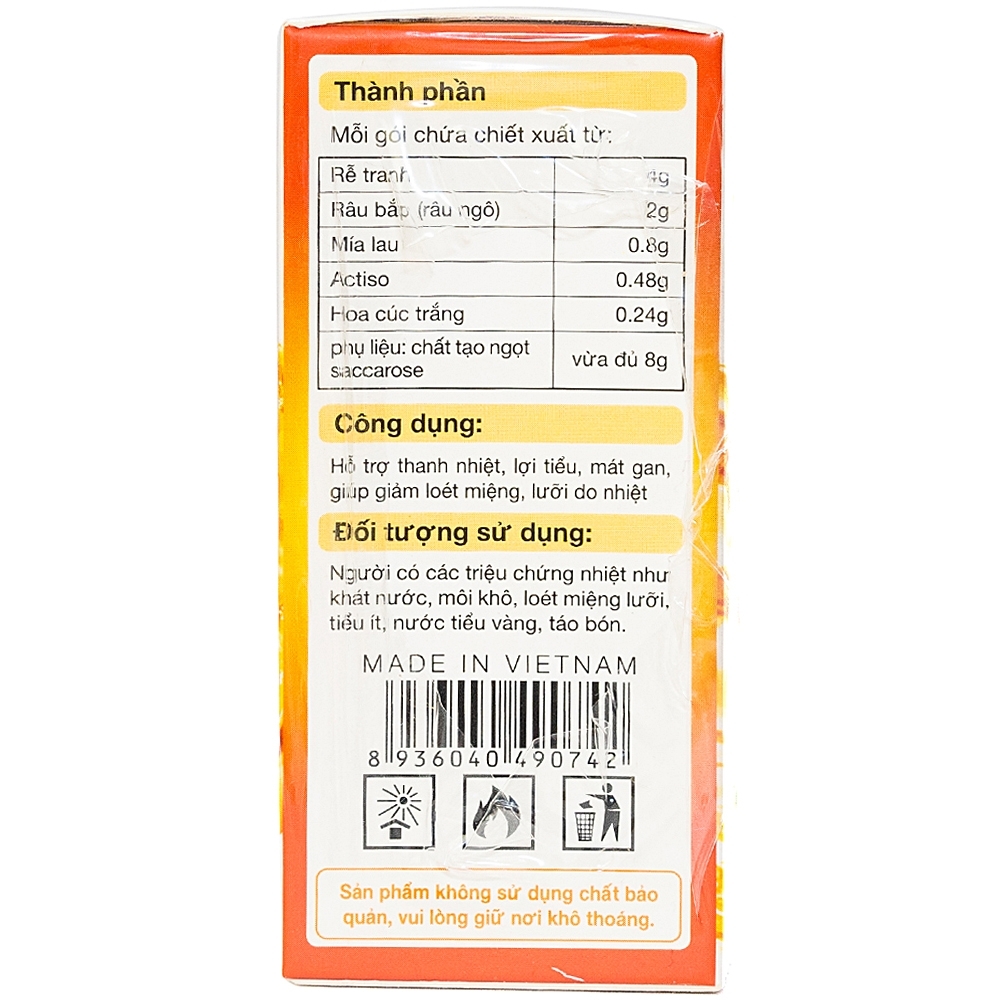 Thành phần
Mỗi gói chứa chiết xuất từ:
Rễ tranh 4g
Râu bắp (râu ngô) 2g
Mía lau 0.8g
Actiso 0.48g
Hoa cúc trắng 0.24g
phụ liệu: chất tạo ngọt
saccarose vừa đủ 8g
Công dụng:
Hỗ trợ thanh nhiệt, lợi tiểu, mát gan,
giúp giảm loét miệng, lưỡi do nhiệt
Đối tượng sử dụng:
Người có các triệu chứng nhiệt như
khát nước, môi khô, loét miệng lưỡi,
tiểu ít, nước tiểu vàng, táo bón.
MADE IN VIETNAM
8 936040 490742
Sản phẩm không sử dụng chất bảo
quản, vui lòng giữ nơi khô thoáng.